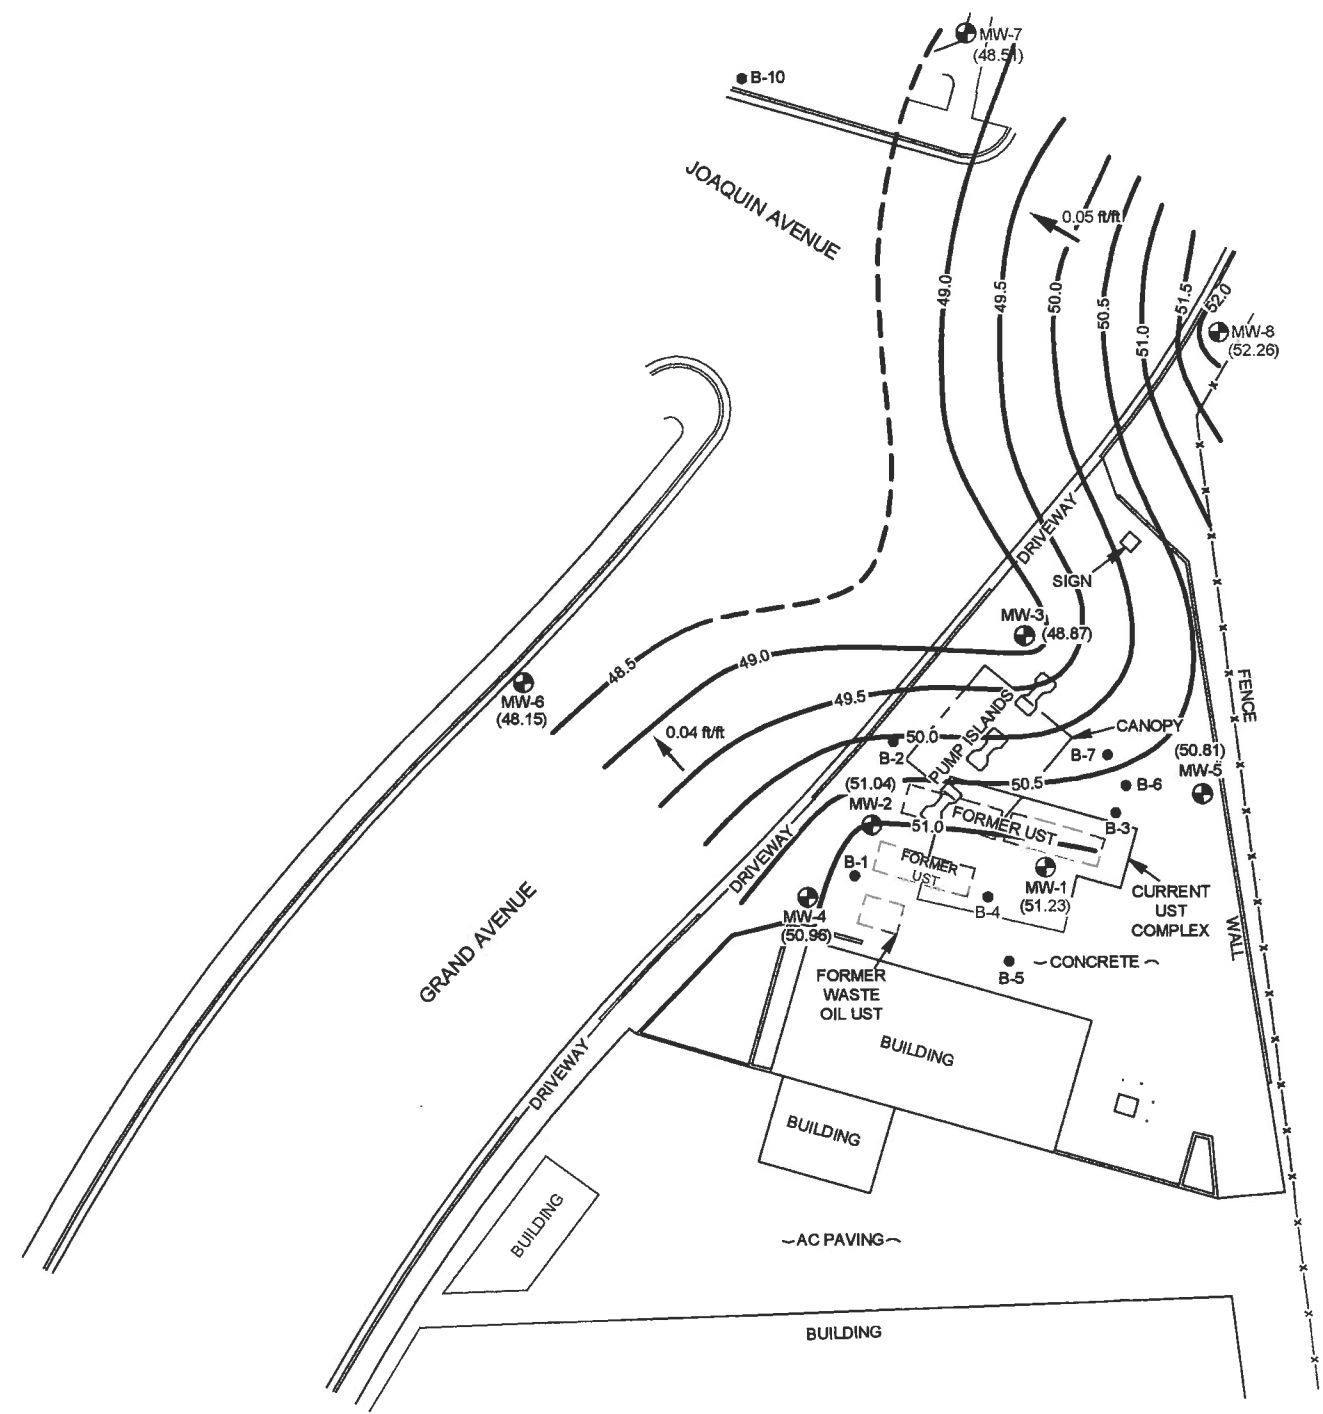 MW-7
(48.51)
B-10
JOAQUIN AVENUE
0.05 ft/ft
49.0
49.5
50.0
50.5
51.0
51.5
52.0
MW-8
(52.26)
DRIVEWAY
SIGN
MW-3
(48.87)
48.5
49.0
49.5
50.0
50.5
51.0
MW-6
(48.15)
0.04 ft/ft
FENCE
PUMP ISLANDS
CANOPY
B-2
B-7
(50.81)
MW-5
B-6
(51.04)
MW-2
B-3
FORMER UST
FORMER
UST
B-1
MW-1
(51.23)
B-4
MW-4
(50.96)
CURRENT
UST
COMPLEX
DRIVEWAY
GRAND AVENUE
WALL
B-5
CONCRETE
FORMER
WASTE
OIL UST
BUILDING
DRIVEWAY
BUILDING
BUILDING
AC PAVING
BUILDING